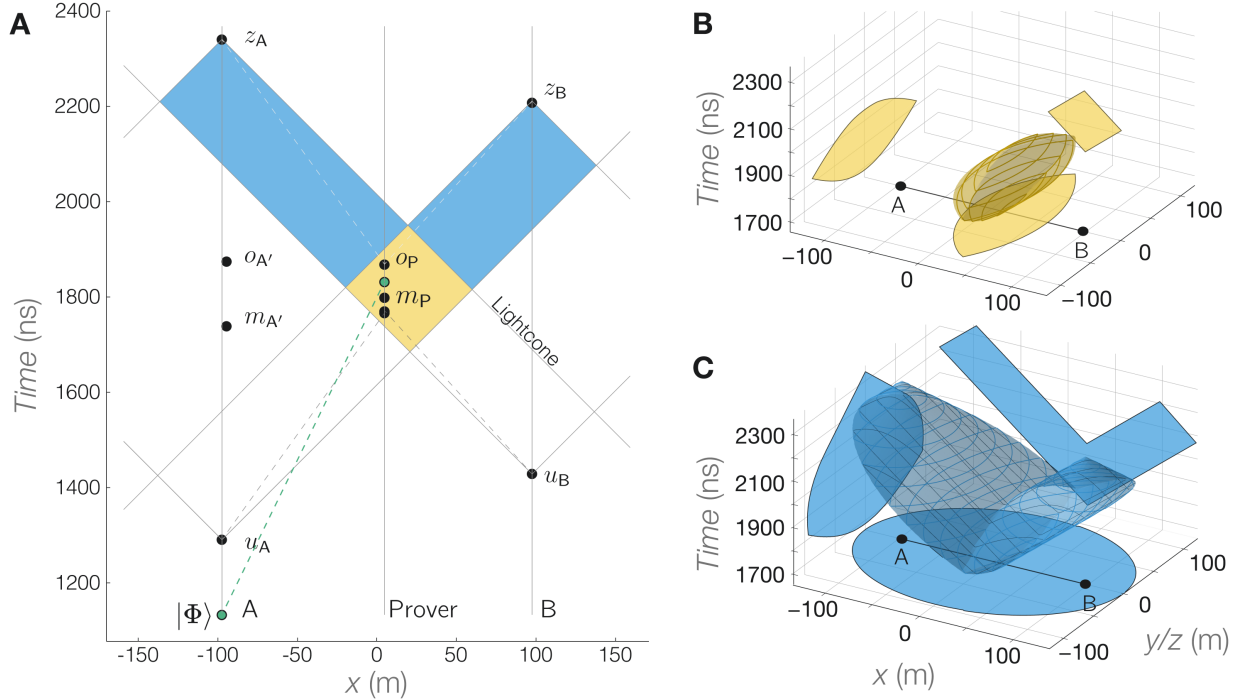 A
2400
2200
2000
1800
1600
1400
1200
Time (ns)
z_A
z_B
o_A′
m_A′
o_P
m_P
Lightcone
u_B
u_A
|Φ⟩ A
Prover
B
-150
-100
-50
0
50
100
150
x (m)
B
2300
2100
1900
1700
Time (ns)
A
B
−100
0
100
−100
0
100
C
2300
2100
1900
1700
Time (ns)
A
B
−100
0
100
x (m)
−100
0
100
y/z (m)